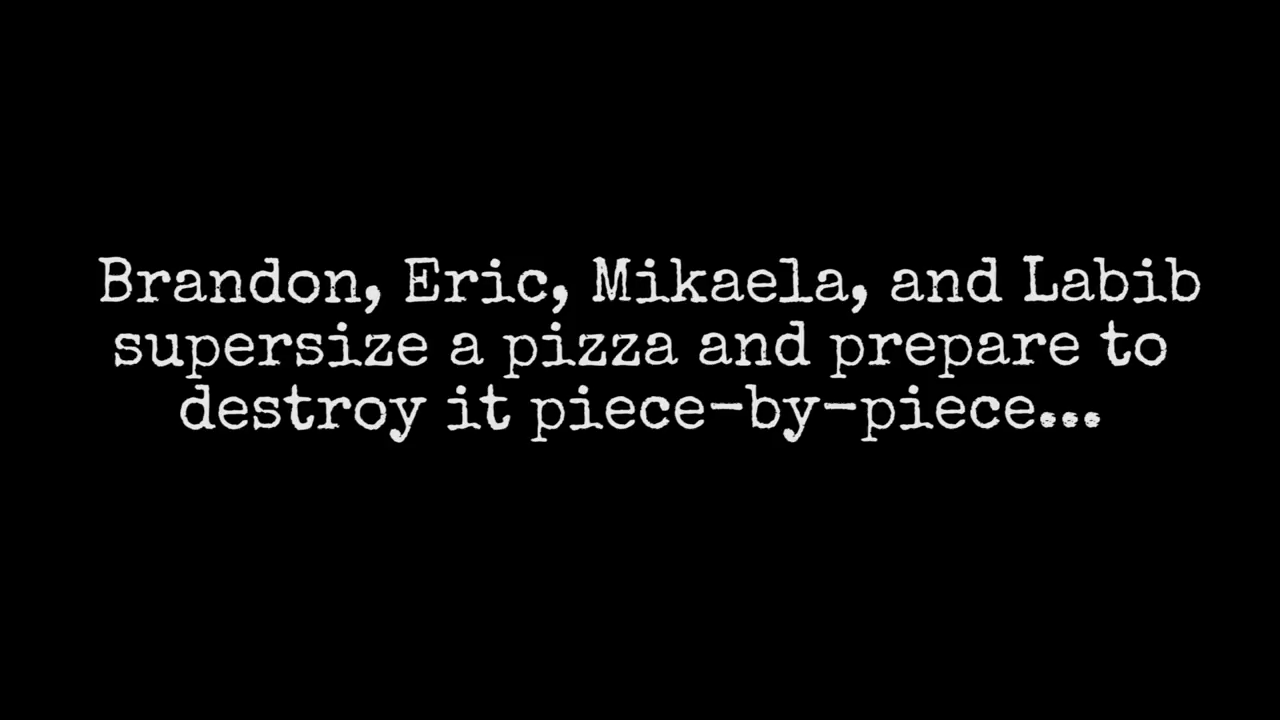 Brandon, Eric, Mikaela, and Labib
supersize a pizza and prepare to
destroy it piece-by-piece...